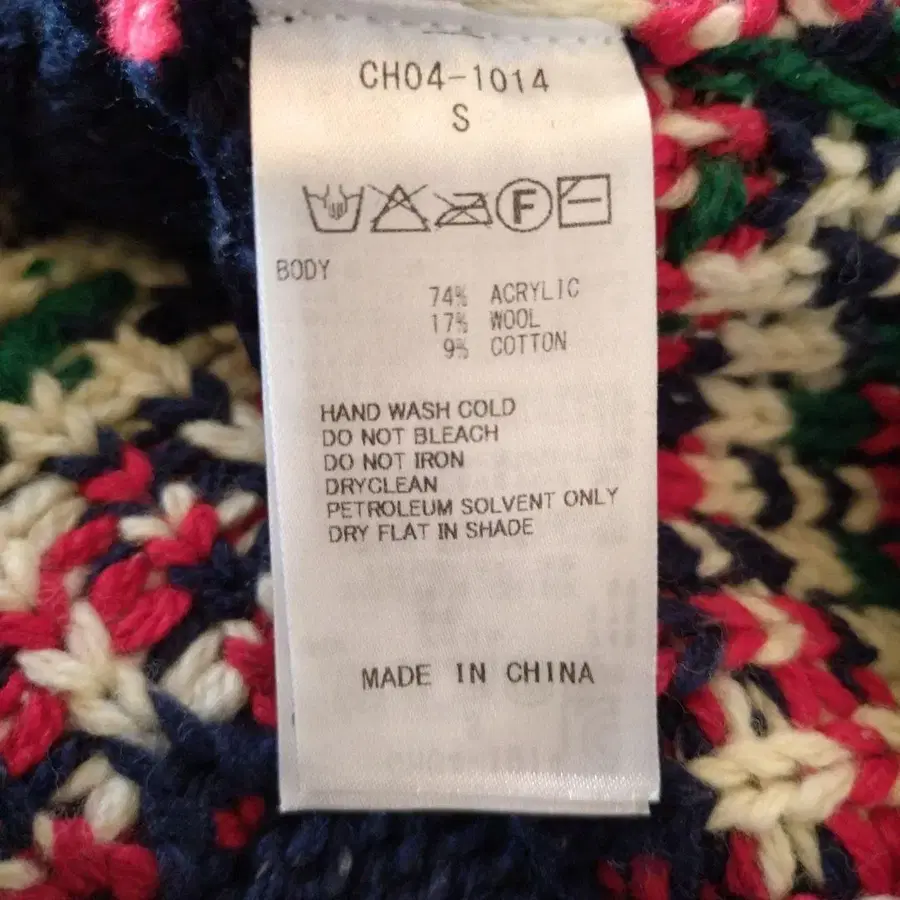 CH04-1014
S
F
BODY
74% ACRYLIC
17% WOOL
9% COTTON
HAND WASH COLD
DO NOT BLEACH
DO NOT IRON
DRYCLEAN
PETROLEUM SOLVENT ONLY
DRY FLAT IN SHADE
MADE IN CHINA